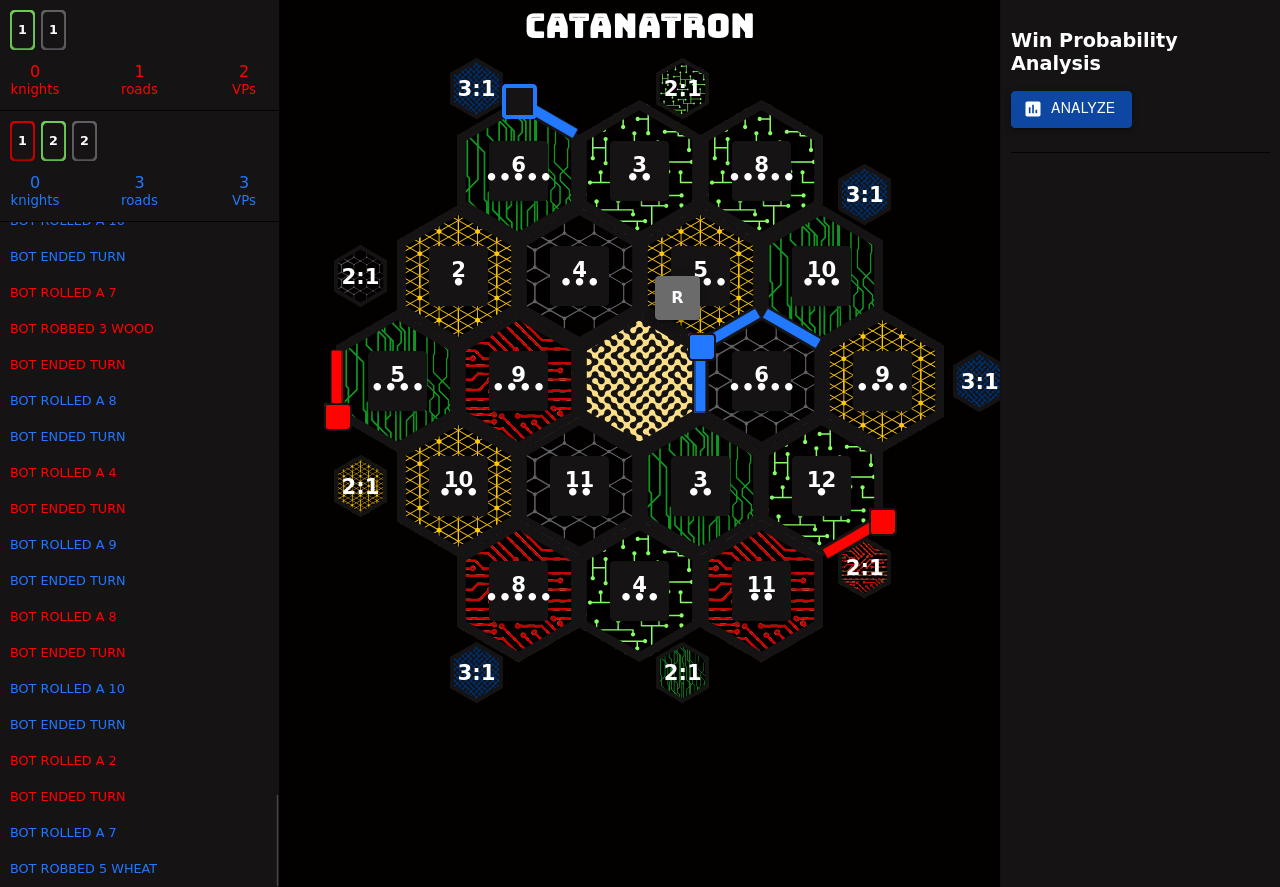 CATANATRON
1 1
0 1 2
knights roads VPs
1 2 2
0 3 3
knights roads VPs
BOT ENDED TURN
BOT ROLLED A 7
BOT ROBBED 3 WOOD
BOT ENDED TURN
BOT ROLLED A 8
BOT ENDED TURN
BOT ROLLED A 4
BOT ENDED TURN
BOT ROLLED A 9
BOT ENDED TURN
BOT ROLLED A 8
BOT ENDED TURN
BOT ROLLED A 10
BOT ENDED TURN
BOT ROLLED A 2
BOT ENDED TURN
BOT ROLLED A 7
BOT ROBBED 5 WHEAT
3:1 2:1
6 3 8
3:1
2:1 2 4 5 10
R
5 9 6 9 3:1
2:1 10 11 3 12
2:1
8 4 11
3:1 2:1
Win Probability
Analysis
ANALYZE